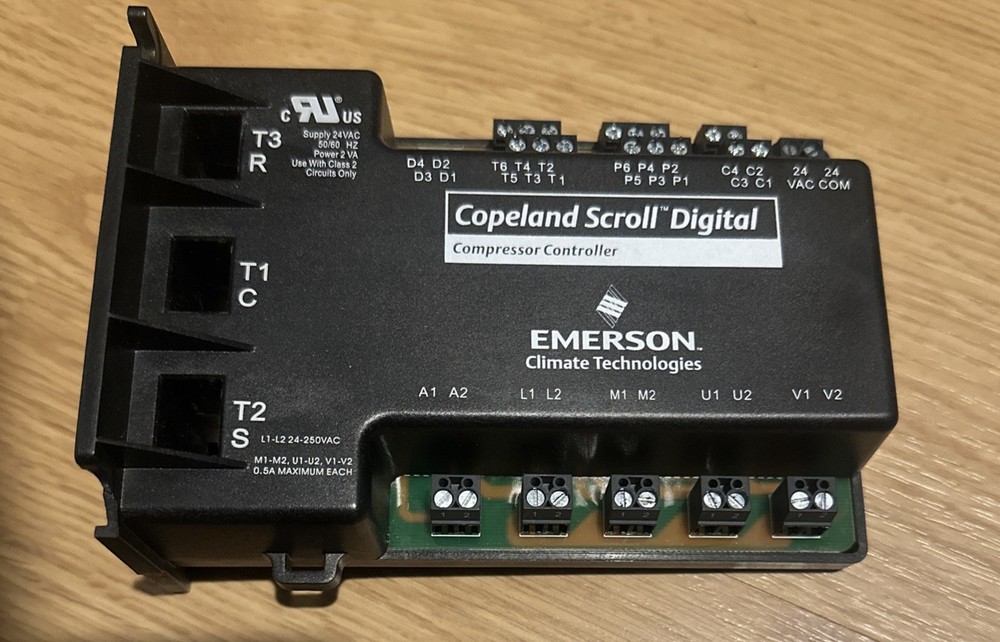 T3
R
C RU® US
Supply 24VAC
50/60 HZ
Power 2 VA
Use With Class 2
Circuits Only
D4 D2
D3 D1
T6 T4 T2
T5 T3 T1
P6 P4 P2
P5 P3 P1
C4 C2
C3 C1
24 24
VAC COM
Copeland Scroll™ Digital
Compressor Controller
T1
C
EMERSON™
Climate Technologies
A1 A2
L1 L2
M1 M2
U1 U2
V1 V2
T2
S
L1-L2 24-250VAC
M1-M2, U1-U2, V1-V2
0.5A MAXIMUM EACH